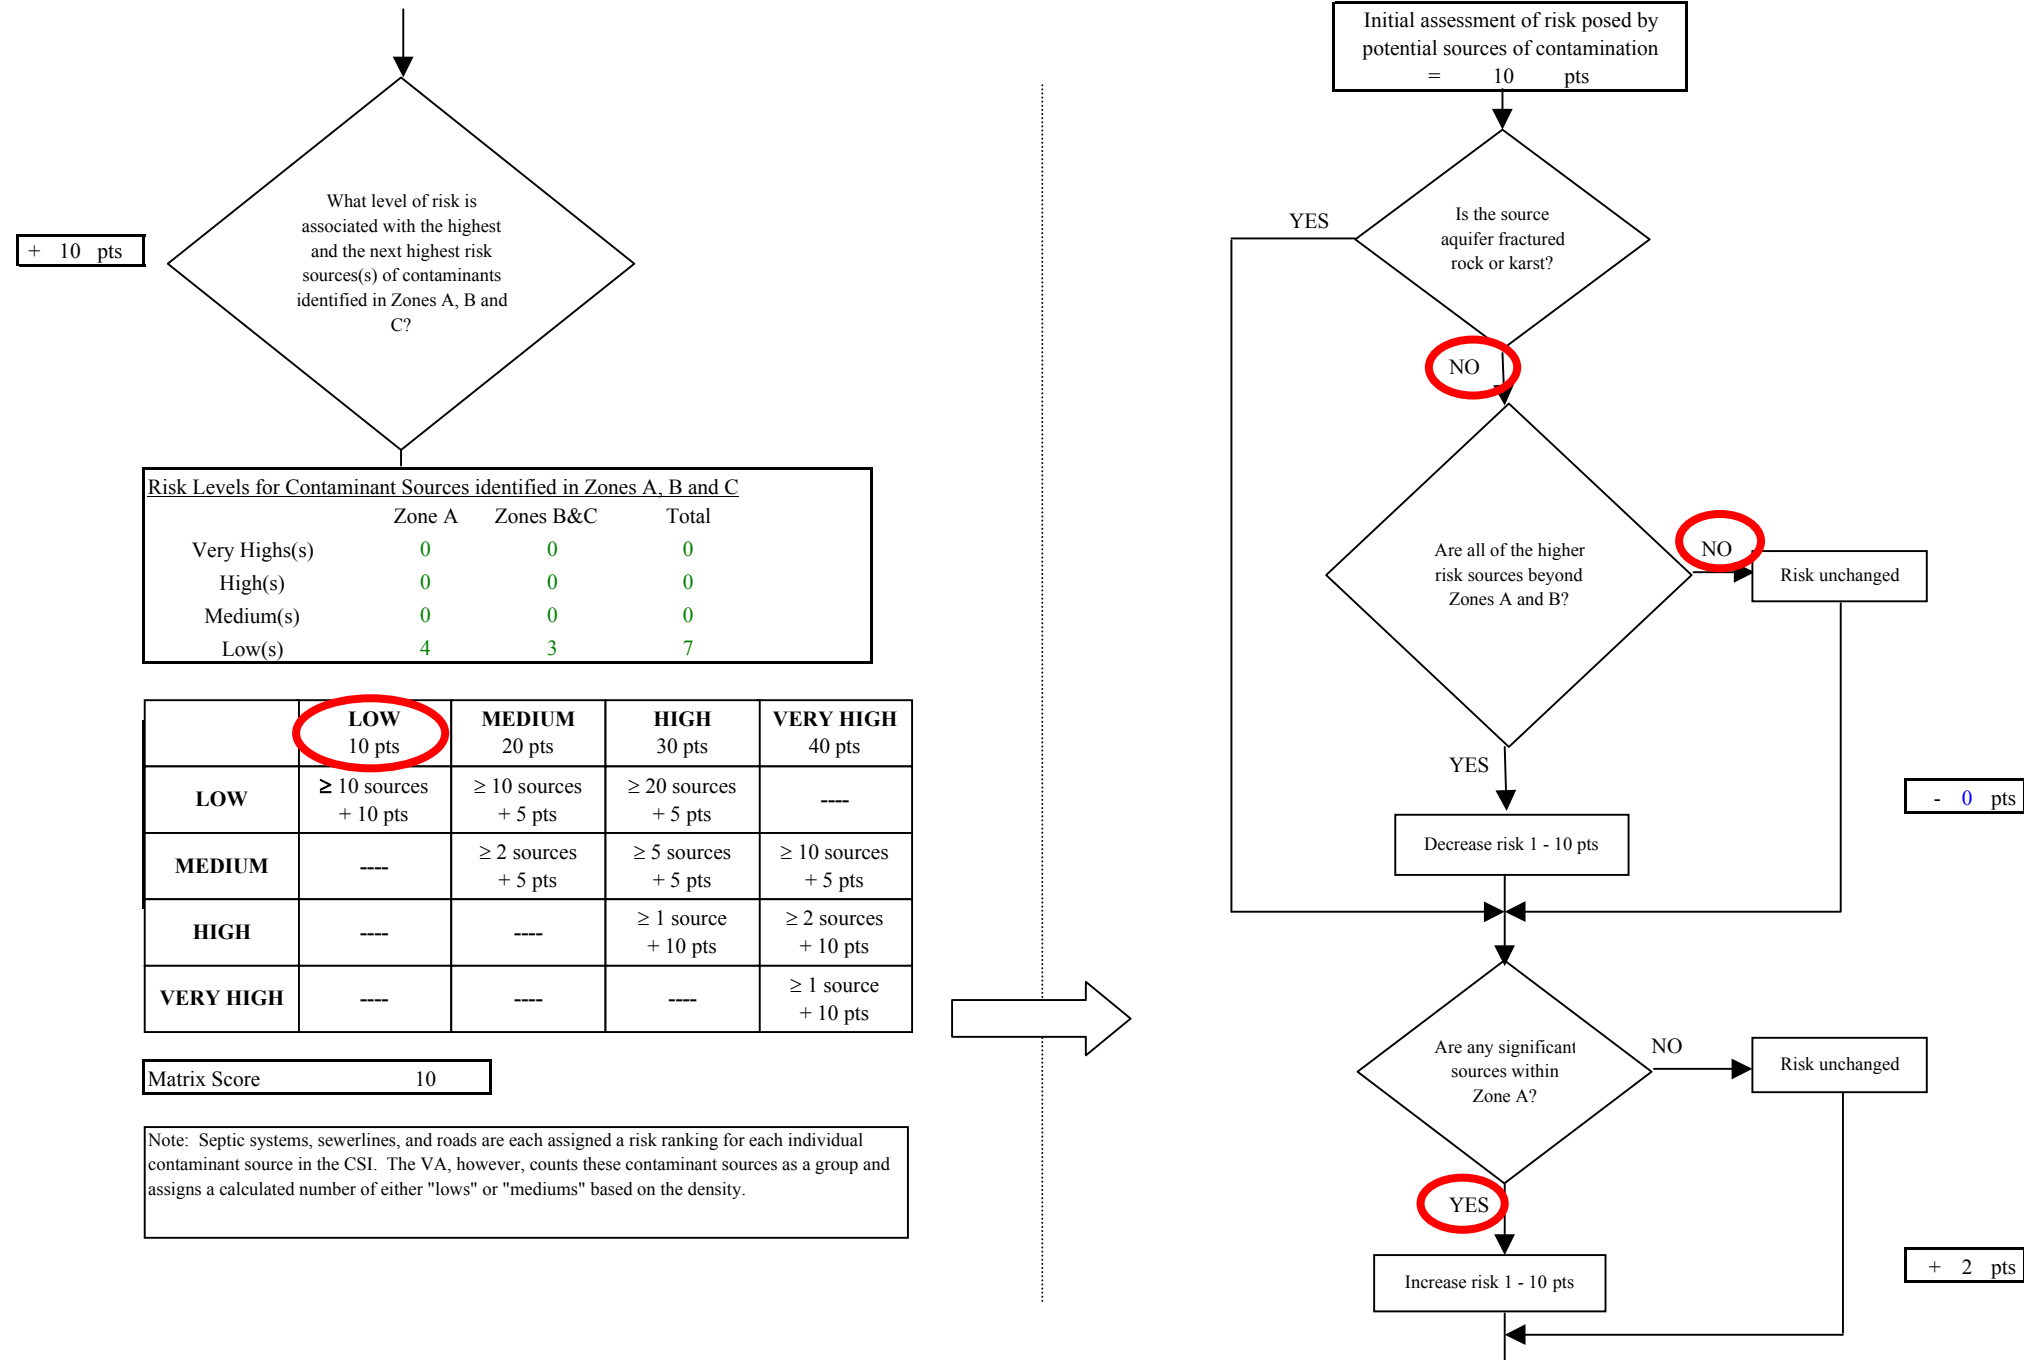 + 10 pts
What level of risk is
associated with the highest
and the next highest risk
sources(s) of contaminants
identified in Zones A, B and
C?
Risk Levels for Contaminant Sources identified in Zones A, B and C
Zone A Zones B&C Total
Very Highs(s) 0 0 0
High(s) 0 0 0
Medium(s) 0 0 0
Low(s) 4 3 7
LOW MEDIUM HIGH VERY HIGH
10 pts 20 pts 30 pts 40 pts
LOW ≥ 10 sources ≥ 10 sources ≥ 20 sources ----
+ 10 pts + 5 pts + 5 pts
MEDIUM ---- ≥ 2 sources ≥ 5 sources ≥ 10 sources
+ 5 pts + 5 pts + 5 pts
HIGH ---- ---- ≥ 1 source ≥ 2 sources
+ 10 pts + 10 pts
VERY HIGH ---- ---- ---- ≥ 1 source
+ 10 pts
Matrix Score 10
Note: Septic systems, sewerlines, and roads are each assigned a risk ranking for each individual
contaminant source in the CSI. The VA, however, counts these contaminant sources as a group and
assigns a calculated number of either "lows" or "mediums" based on the density.
Initial assessment of risk posed by
potential sources of contamination
= 10 pts
YES
Is the source
aquifer fractured
rock or karst?
NO
Are all of the higher
risk sources beyond
Zones A and B?
NO
Risk unchanged
YES
- 0 pts
Decrease risk 1 - 10 pts
Are any significant
sources within
Zone A?
NO
Risk unchanged
YES
+ 2 pts
Increase risk 1 - 10 pts